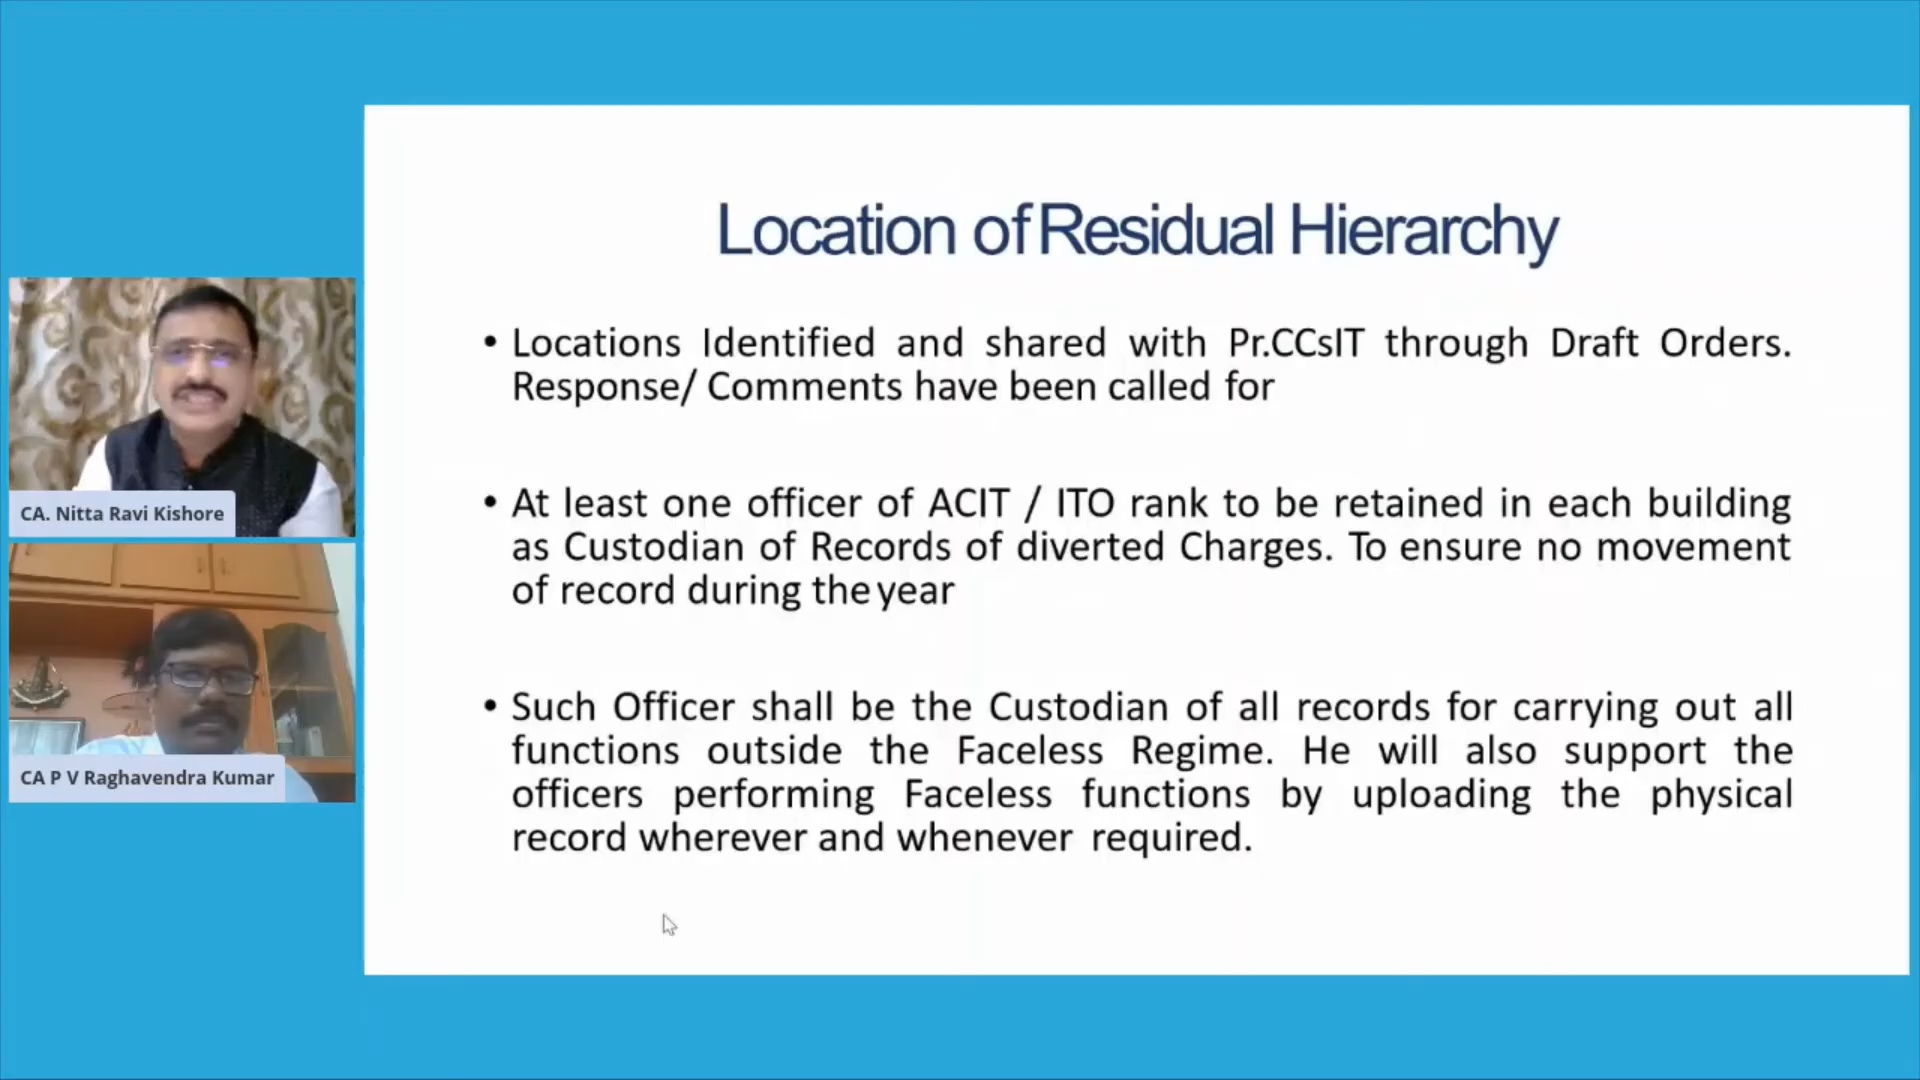 Location of Residual Hierarchy
• Locations Identified and shared with Pr.CCsIT through Draft Orders.
Response/ Comments have been called for
• At least one officer of ACIT / ITO rank to be retained in each building
as Custodian of Records of diverted Charges. To ensure no movement
of record during the year
• Such Officer shall be the Custodian of all records for carrying out all
functions outside the Faceless Regime. He will also support the
officers performing Faceless functions by uploading the physical
record wherever and whenever required.
CA. Nitta Ravi Kishore
CA P V Raghavendra Kumar